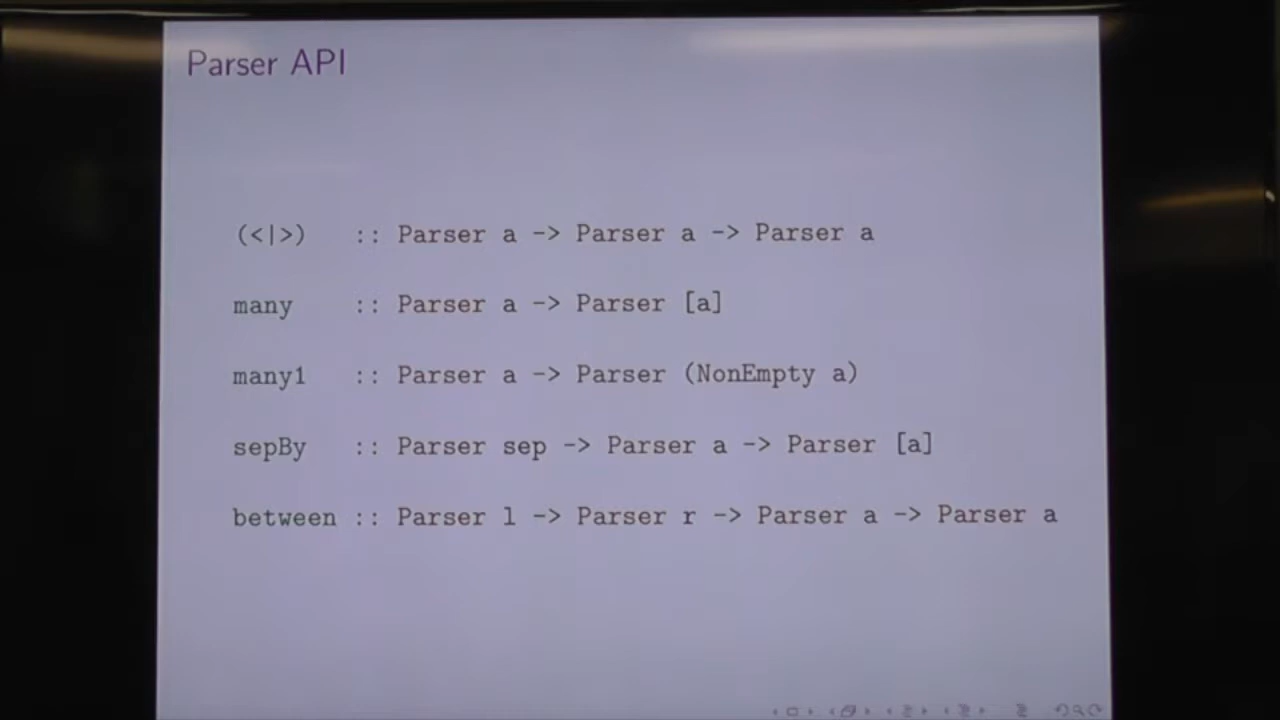 Parser API
(<|>) :: Parser a -> Parser a -> Parser a
many :: Parser a -> Parser [a]
many1 :: Parser a -> Parser (NonEmpty a)
sepBy :: Parser sep -> Parser a -> Parser [a]
between :: Parser l -> Parser r -> Parser a -> Parser a